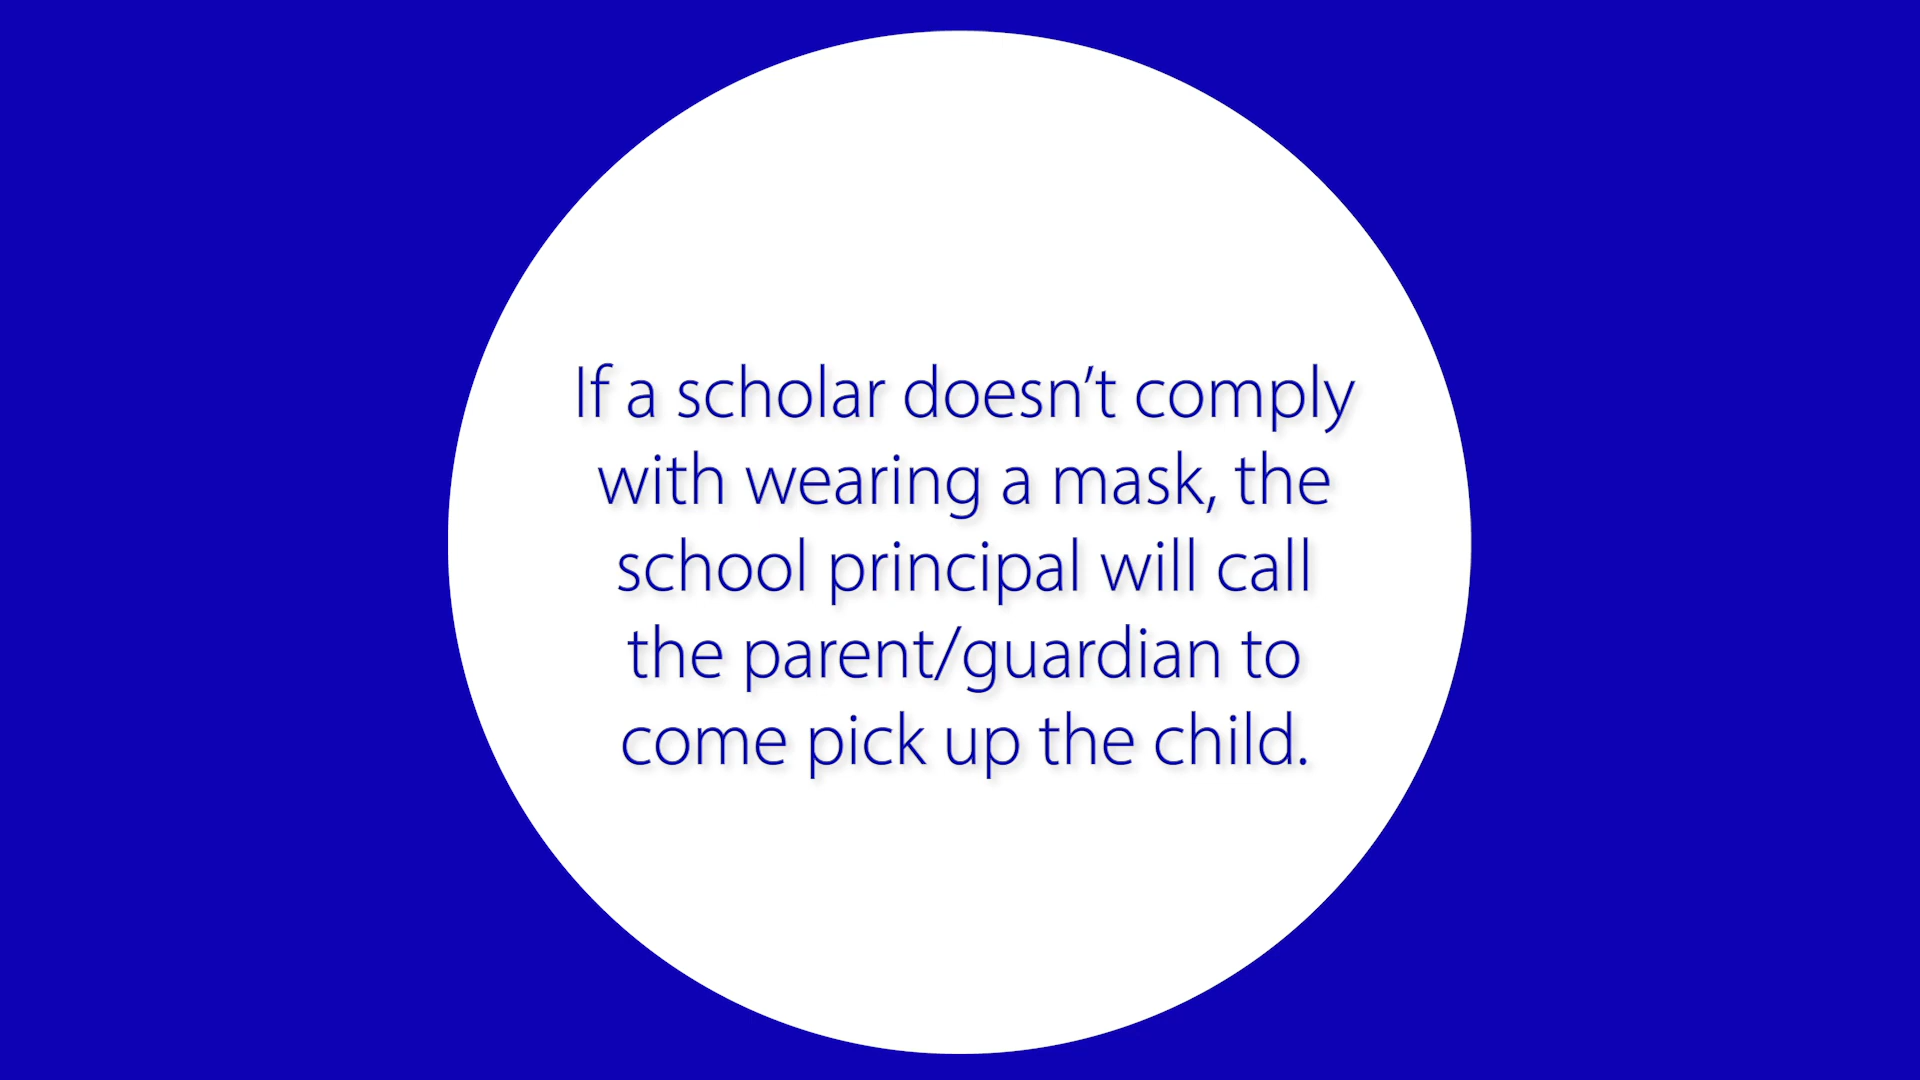 If a scholar doesn’t comply
with wearing a mask, the
school principal will call
the parent/guardian to
come pick up the child.